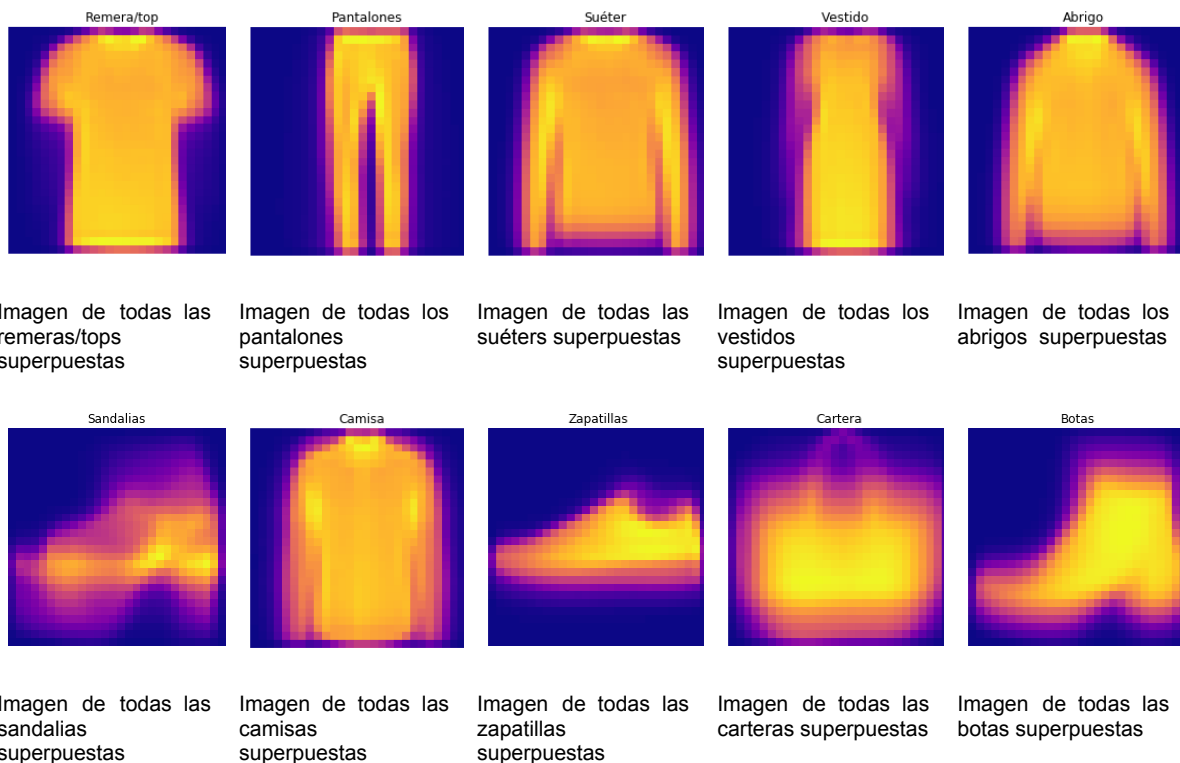 Remera/top
Pantalones
Suéter
Vestido
Abrigo
Imagen de todas las
remeras/tops
superpuestas
Imagen de todas los
pantalones
superpuestas
Imagen de todas las
suéters superpuestas
Imagen de todas los
vestidos
superpuestas
Imagen de todas los
abrigos superpuestas
Sandalias
Camisa
Zapatillas
Cartera
Botas
Imagen de todas las
sandalias
superpuestas
Imagen de todas las
camisas
superpuestas
Imagen de todas las
zapatillas
superpuestas
Imagen de todas las
carteras superpuestas
Imagen de todas las
botas superpuestas